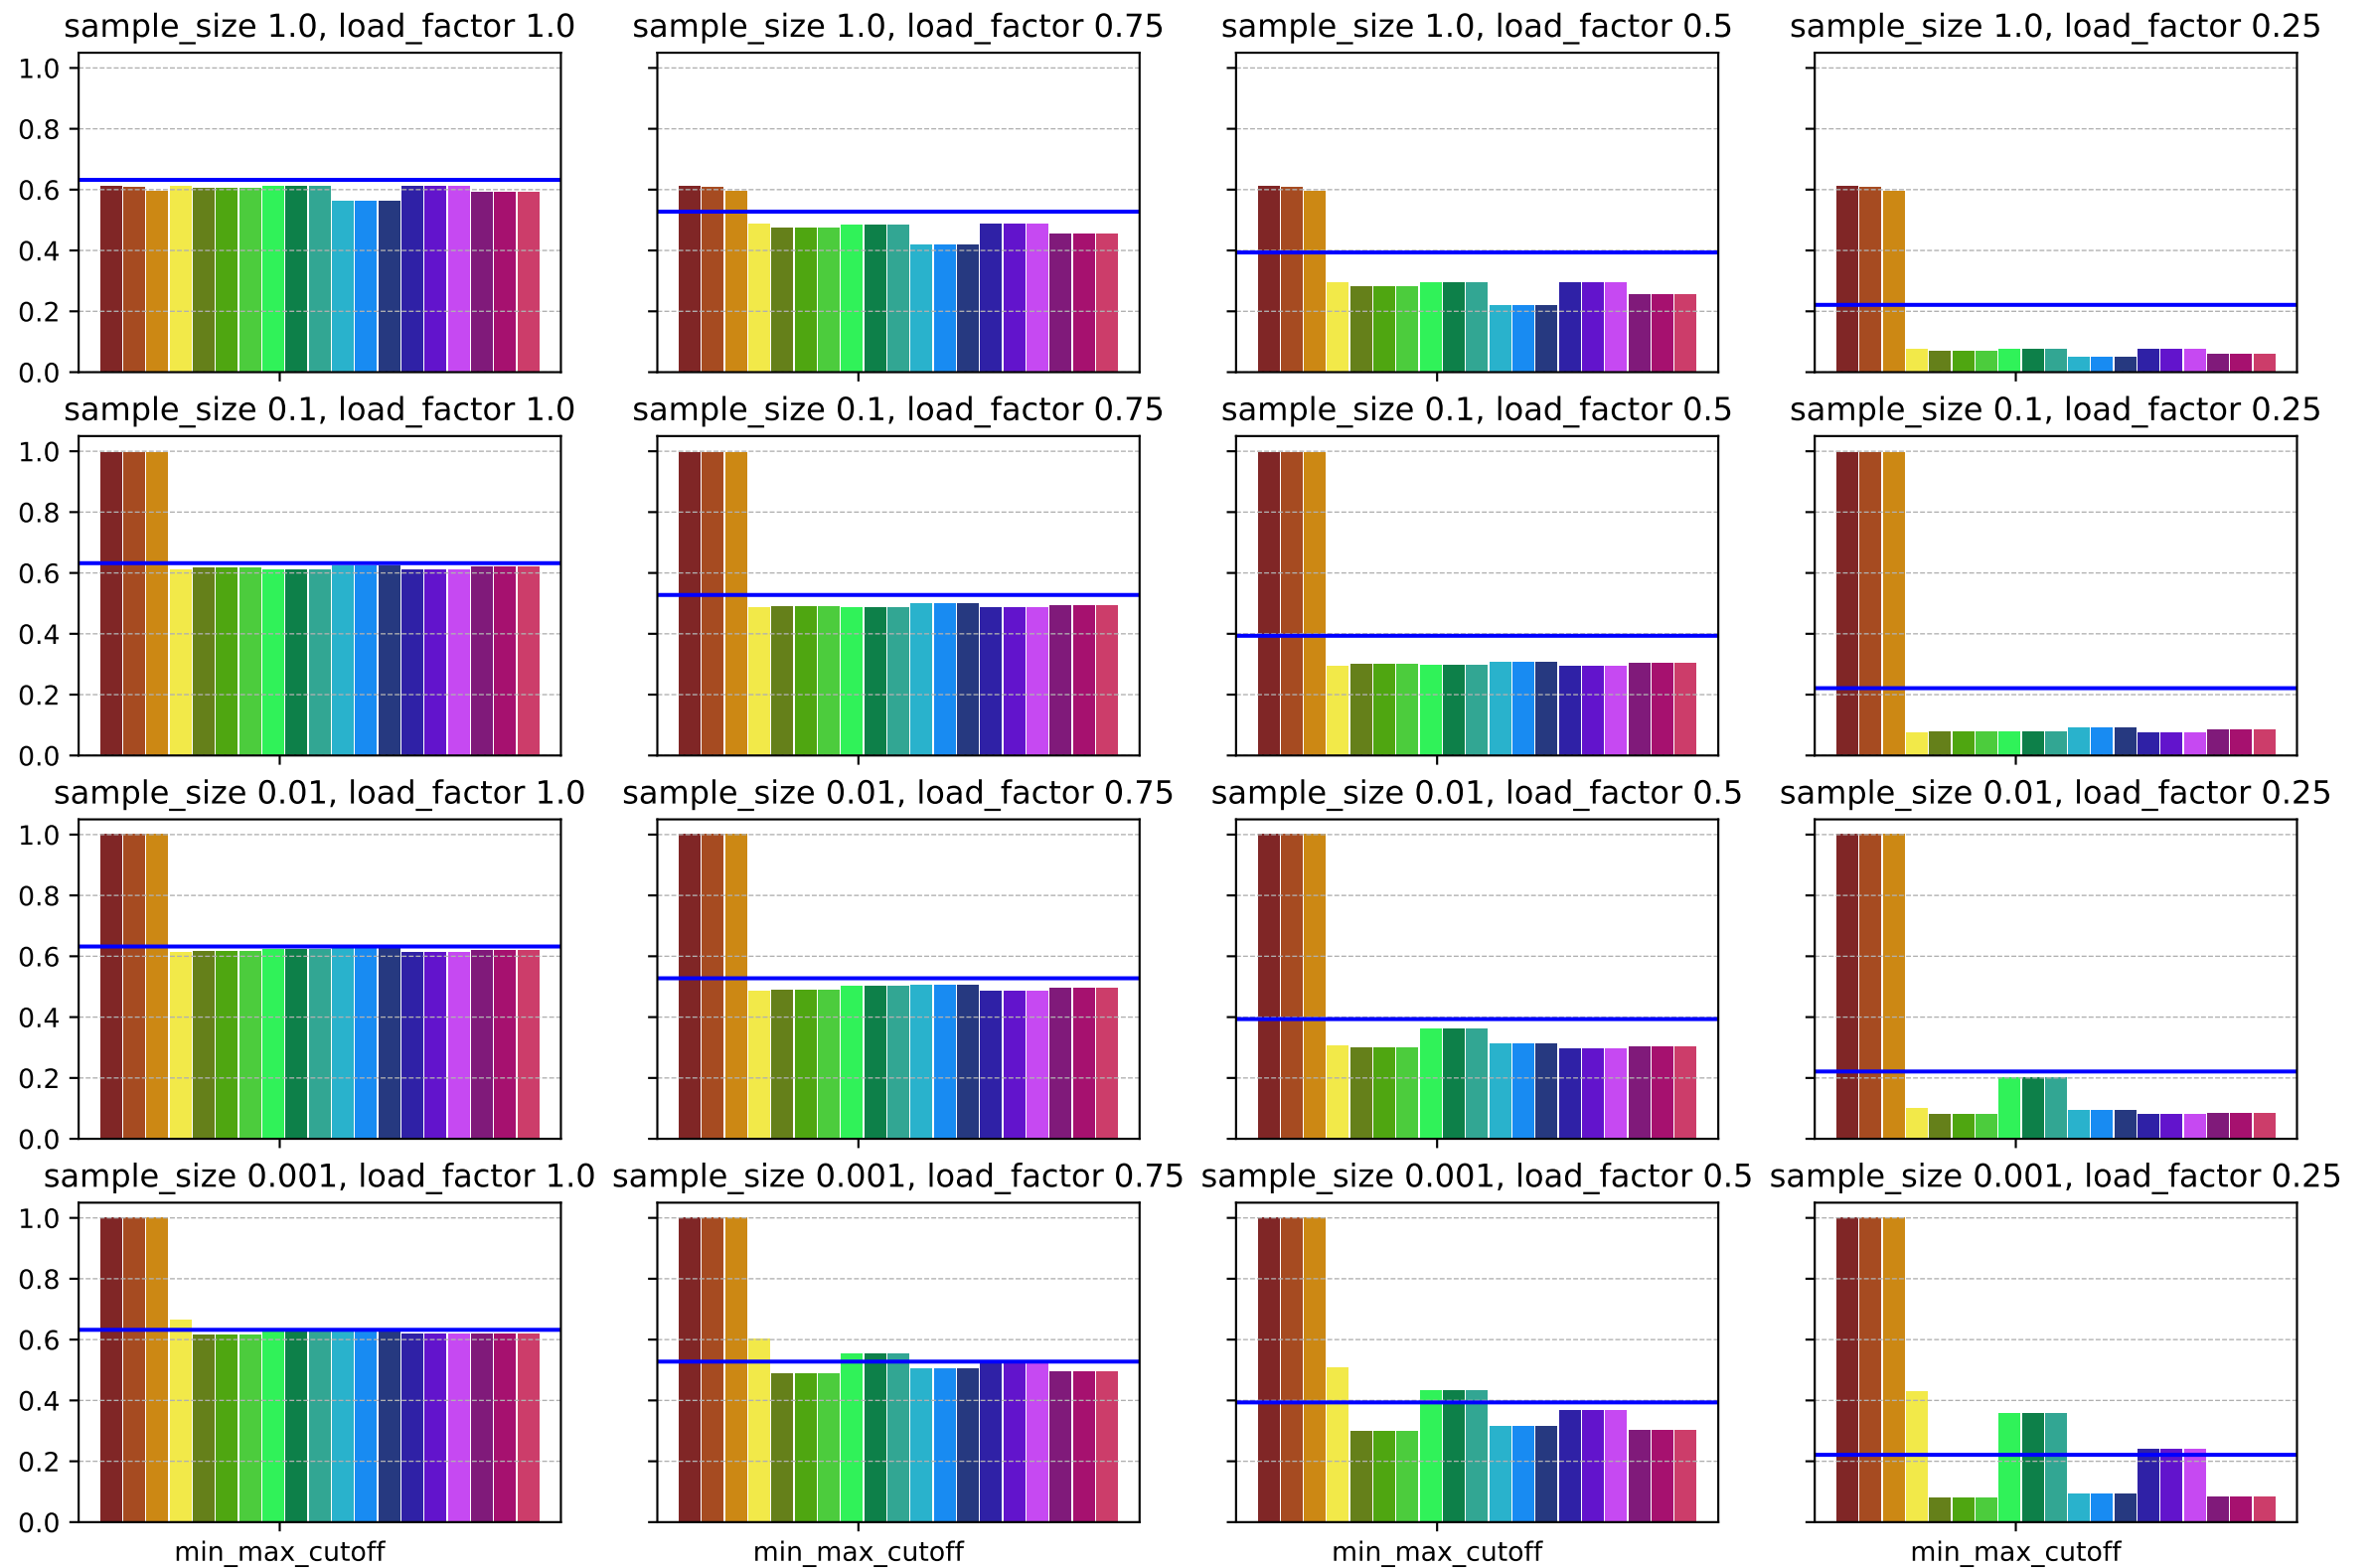 sample_size 1.0, load_factor 1.0
sample_size 1.0, load_factor 0.75
sample_size 1.0, load_factor 0.5
sample_size 1.0, load_factor 0.25
1.0
0.8
0.6
0.4
0.2
0.0
sample_size 0.1, load_factor 1.0
sample_size 0.1, load_factor 0.75
sample_size 0.1, load_factor 0.5
sample_size 0.1, load_factor 0.25
1.0
0.8
0.6
0.4
0.2
0.0
sample_size 0.01, load_factor 1.0
sample_size 0.01, load_factor 0.75
sample_size 0.01, load_factor 0.5
sample_size 0.01, load_factor 0.25
1.0
0.8
0.6
0.4
0.2
0.0
sample_size 0.001, load_factor 1.0
sample_size 0.001, load_factor 0.75
sample_size 0.001, load_factor 0.5
sample_size 0.001, load_factor 0.25
1.0
0.8
0.6
0.4
0.2
0.0
min_max_cutoff
min_max_cutoff
min_max_cutoff
min_max_cutoff